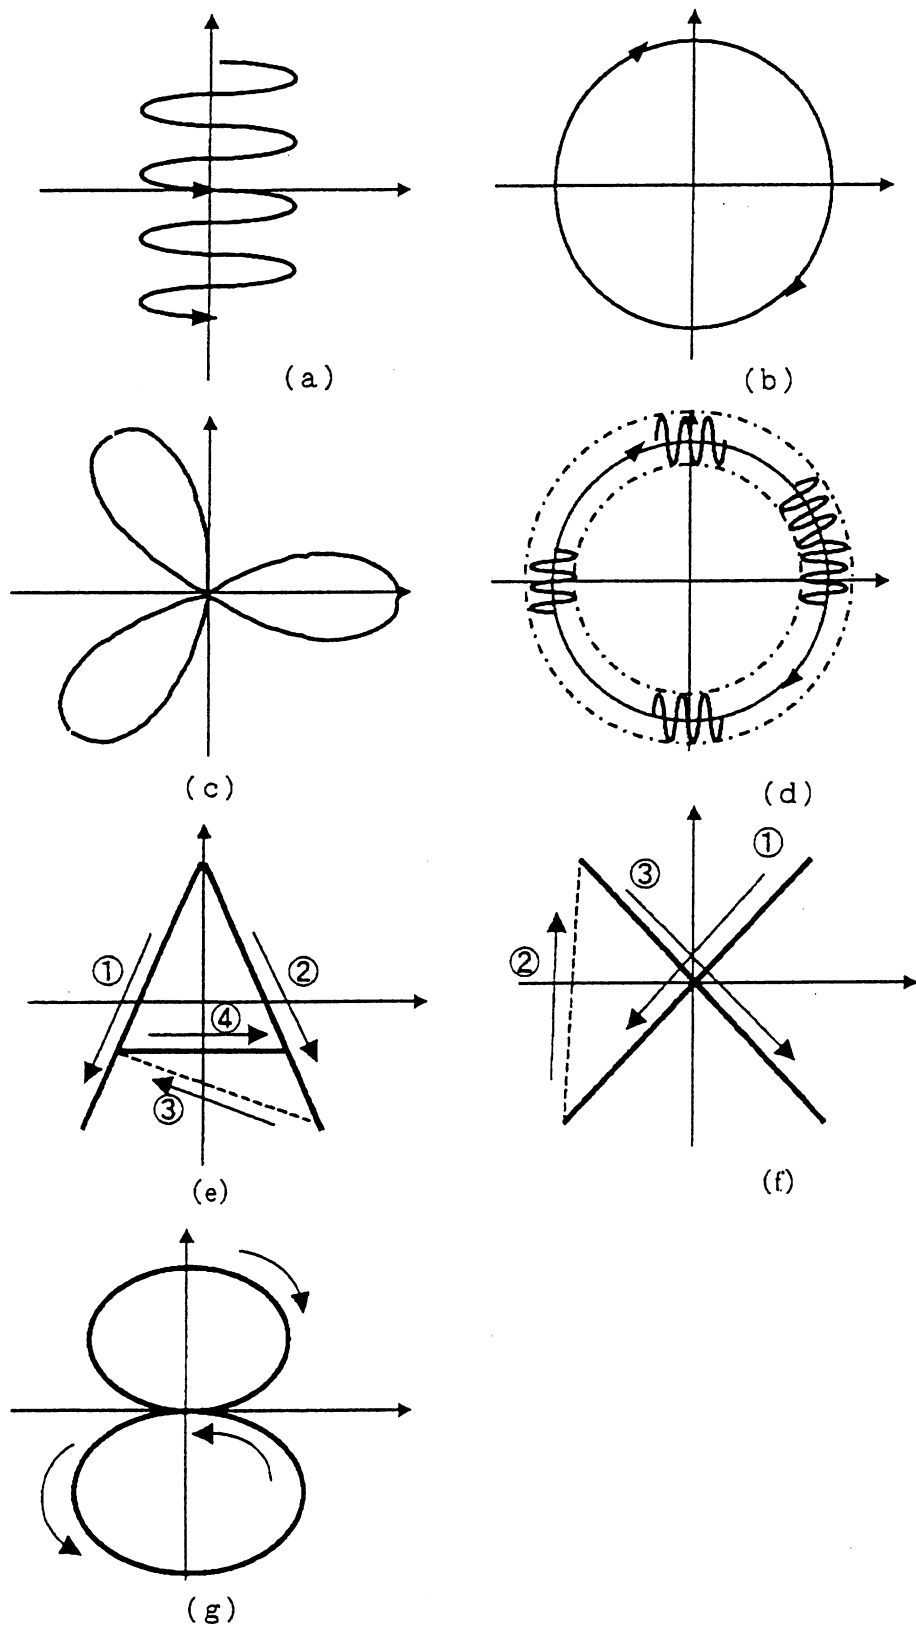 (a)
(b)
(c)
(d)
① ② ④ ③
(e)
① ③ ②
(f)
(g)